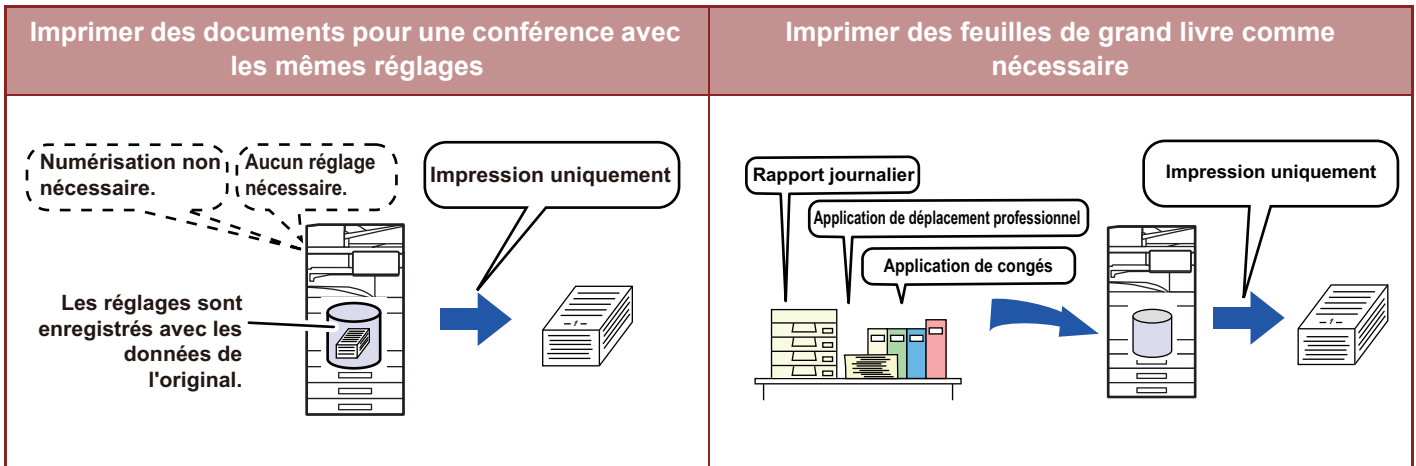 Imprimer des documents pour une conférence avec
les mêmes réglages
Numérisation non
nécessaire.
Aucun réglage
nécessaire.
Impression uniquement
Les réglages sont
enregistrés avec les
données de
l'original.
-1-
Imprimer des feuilles de grand livre comme
nécessaire
Rapport journalier
Application de déplacement professionnel
Application de congés
Impression uniquement
-1-